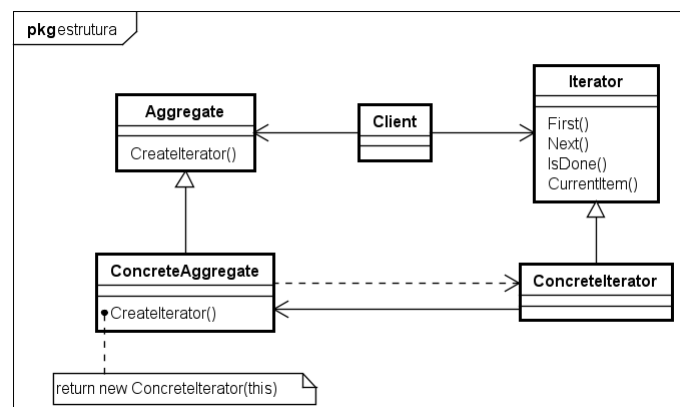 pkg estrutura
Aggregate
CreateIterator()
Client
Iterator
First()
Next()
IsDone()
CurrentItem()
ConcreteAggregate
CreateIterator()
ConcreteIterator
return new ConcreteIterator(this)